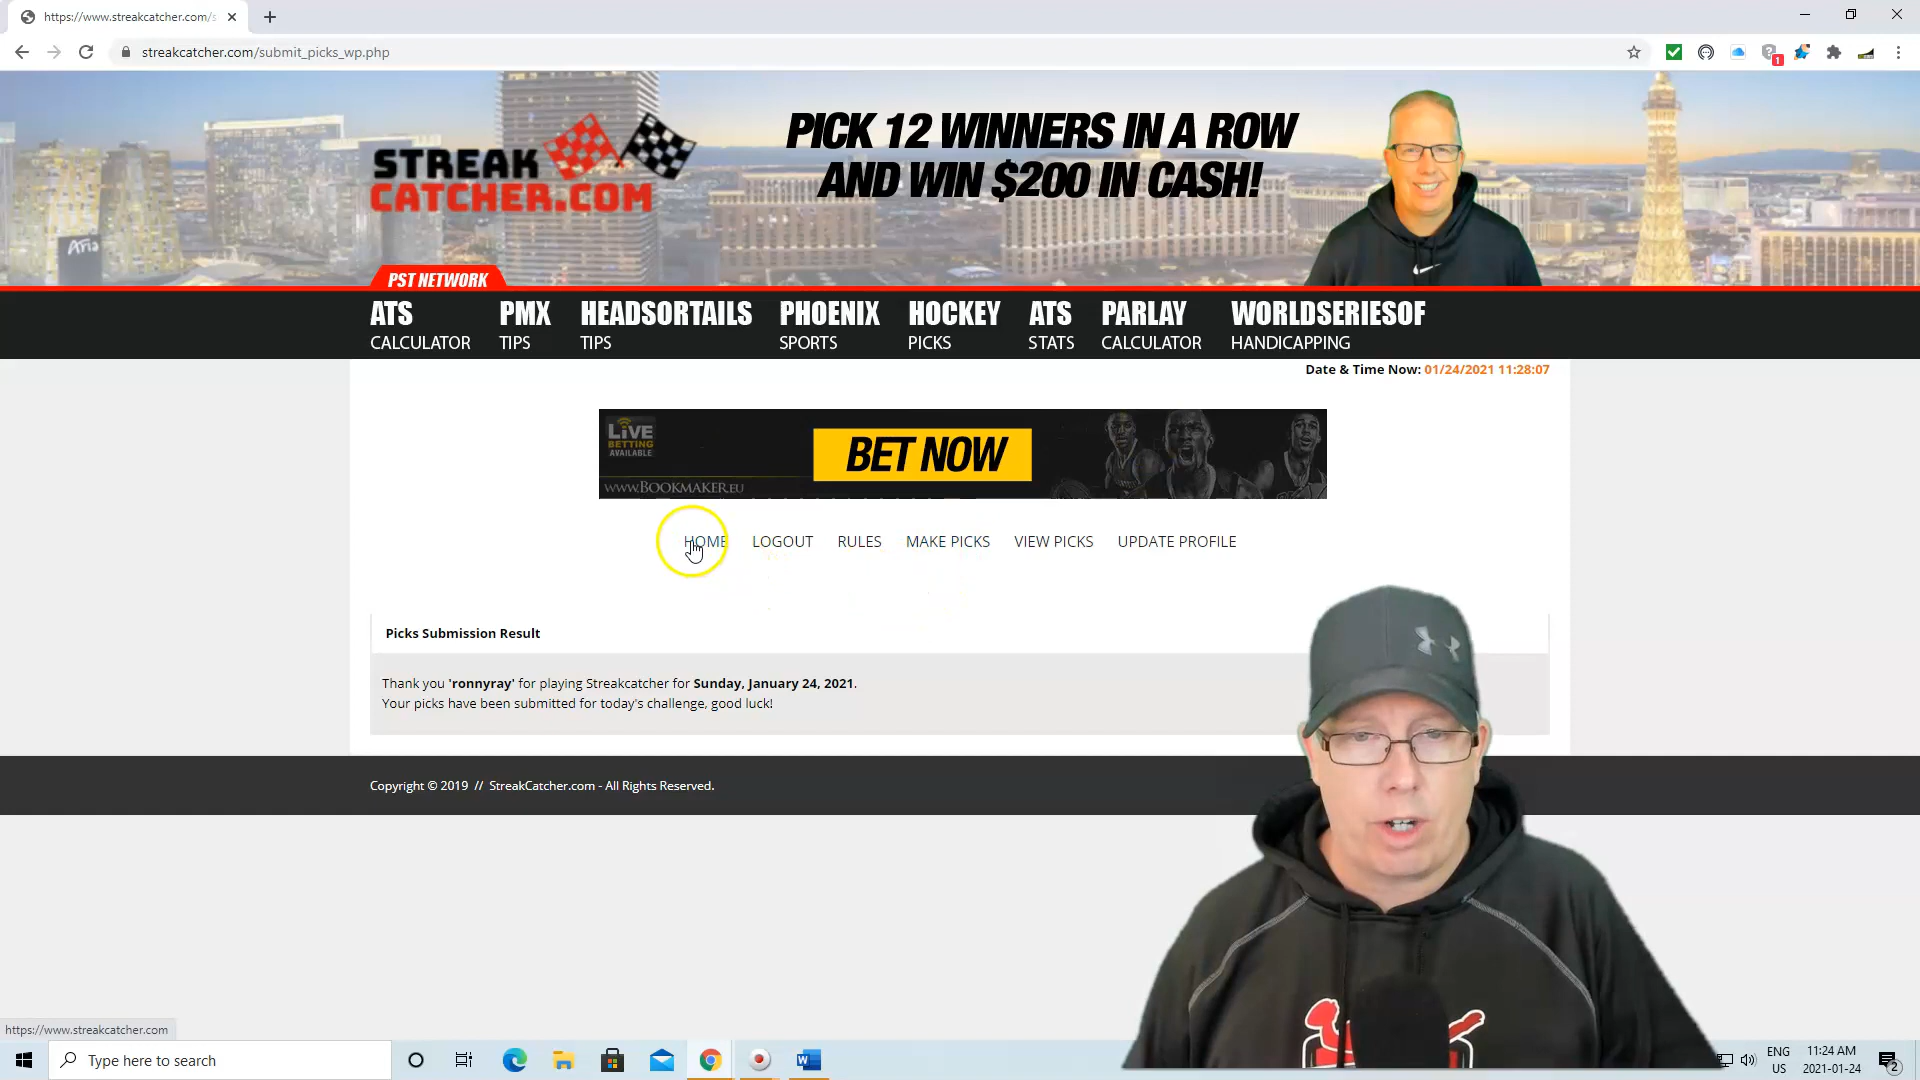 https://www.streakcatcher.com/s
streakcatcher.com/submit_picks_wp.php
1
PICK 12 WINNERS IN A ROW
AND WIN $200 IN CASH!
STREAK
CATCHER.COM
Aria
PST NETWORK
ATS CALCULATOR
PMX TIPS
HEADSORTAILS TIPS
PHOENIX SPORTS
HOCKEY PICKS
ATS STATS
PARLAY CALCULATOR
WORLDSERIESOF HANDICAPPING
Date & Time Now: 01/24/2021 11:28:07
LIVE
BETTING
AVAILABLE
BET NOW
WWW.BOOKMAKER.EU
HOME LOGOUT RULES MAKE PICKS VIEW PICKS UPDATE PROFILE
Picks Submission Result
Thank you 'ronnyray' for playing Streakcatcher for Sunday, January 24, 2021.
Your picks have been submitted for today's challenge, good luck!
Copyright © 2019 // StreakCatcher.com - All Rights Reserved.
https://www.streakcatcher.com
Type here to search
W
ENG
US
11:24 AM
2021-01-24
2